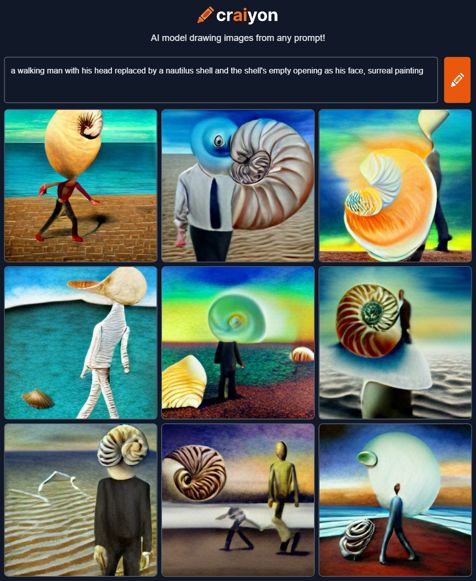 craiyon
AI model drawing images from any prompt!
a walking man with his head replaced by a nautilus shell and the shell's empty opening as his face, surreal painting